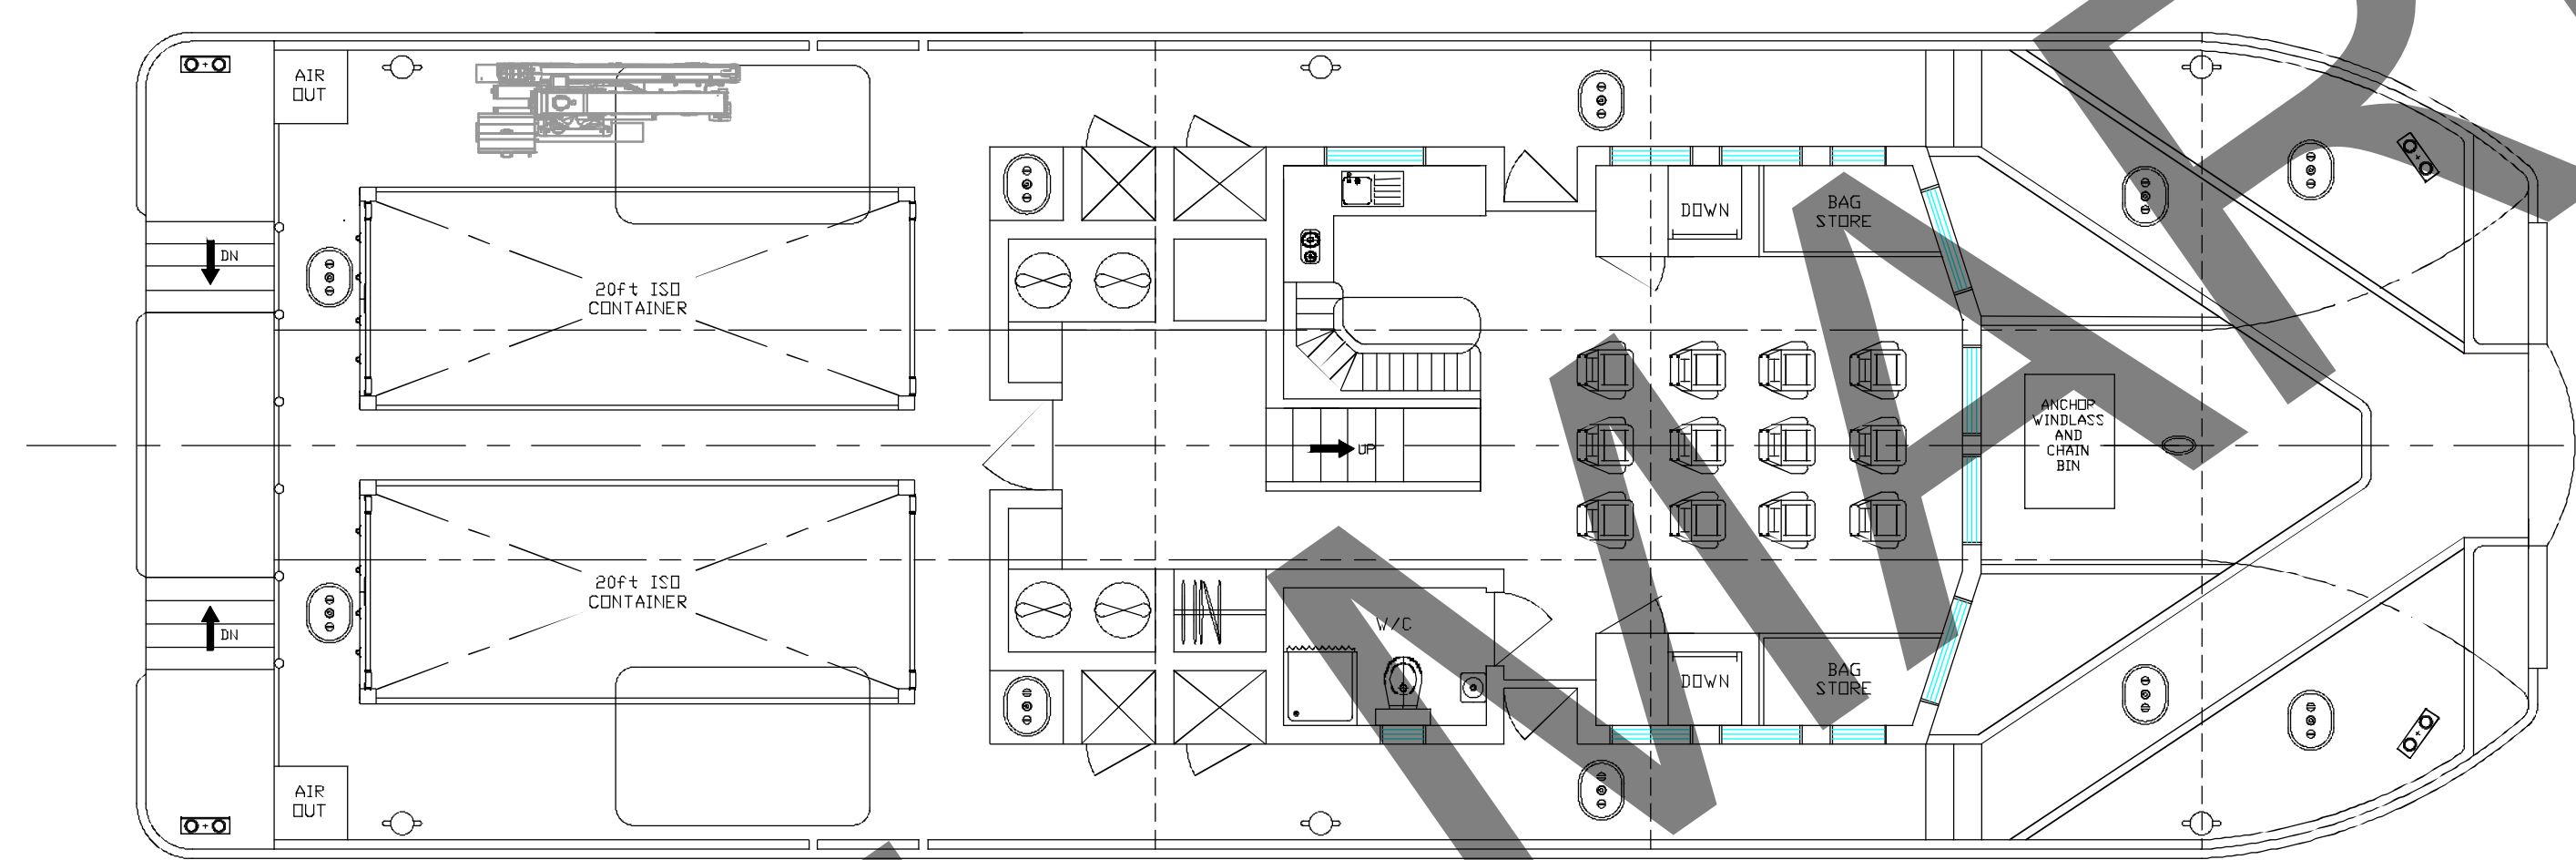 AIR
OUT
DN
20ft ISO
CONTAINER
DOWN
BAG
STORE
UP
ANCHOR
WINDLASS
AND
CHAIN
BIN
20ft ISO
CONTAINER
DN
W/C
DOWN
BAG
STORE
AIR
OUT